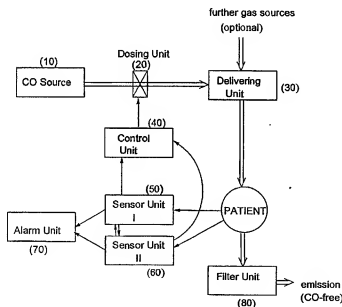 further gas sources
(optional)
Dosing Unit
(10)
(20)
CO Source
Delivering
Unit
(30)
(40)
Control
Unit
(50)
Sensor Unit
I
PATIENT
Alarm Unit
(70)
Sensor Unit
II
(60)
Filter Unit
(80)
emission
(CO-free)